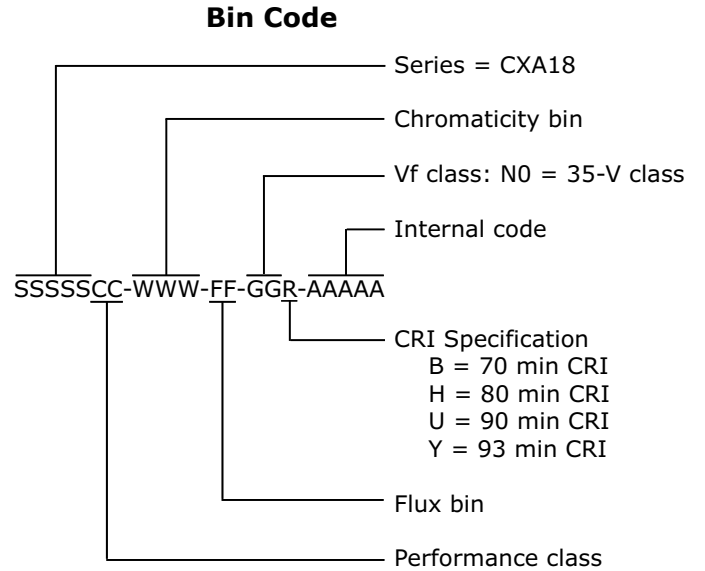 Bin Code
Series = CXA18
Chromaticity bin
Vf class: N0 = 35-V class
Internal code
SSSSSCC-WWW-FF-GGR-AAAAA
CRI Specification
B = 70 min CRI
H = 80 min CRI
U = 90 min CRI
Y = 93 min CRI
Flux bin
Performance class